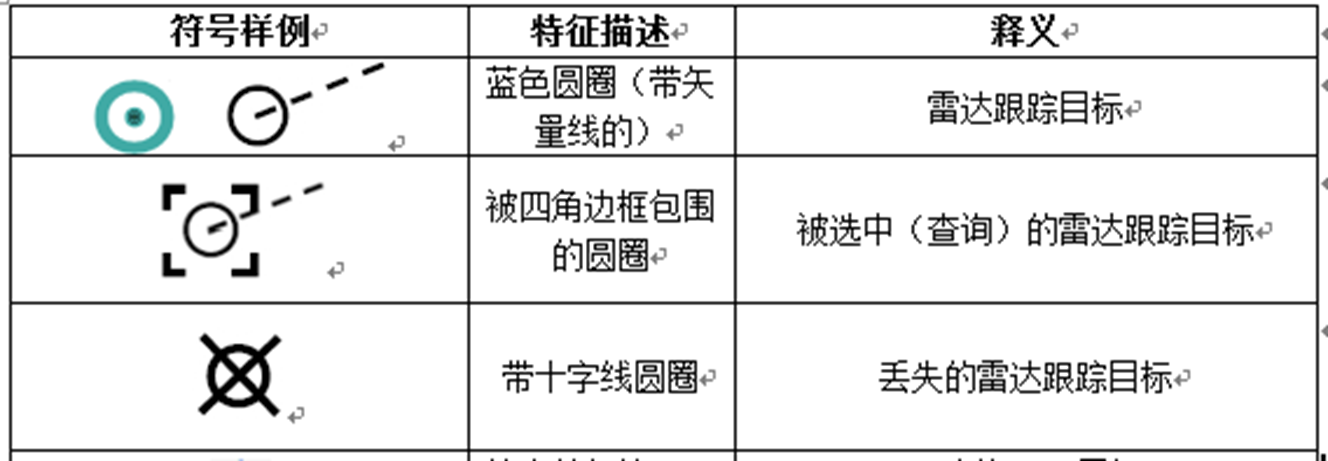 符号样例
特征描述
释义
蓝色圆圈（带矢
量线的）
雷达跟踪目标
被四角边框包围
的圆圈
被选中（查询）的雷达跟踪目标
带十字线圆圈
丢失的雷达跟踪目标